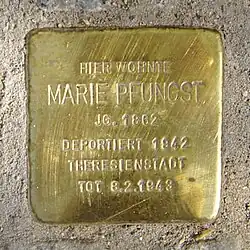 HIER WOHNTE
MARIE PFUNGST
JG. 1862
DEPORTIERT 1942
THERESIENSTADT
TOT 8.2.1943